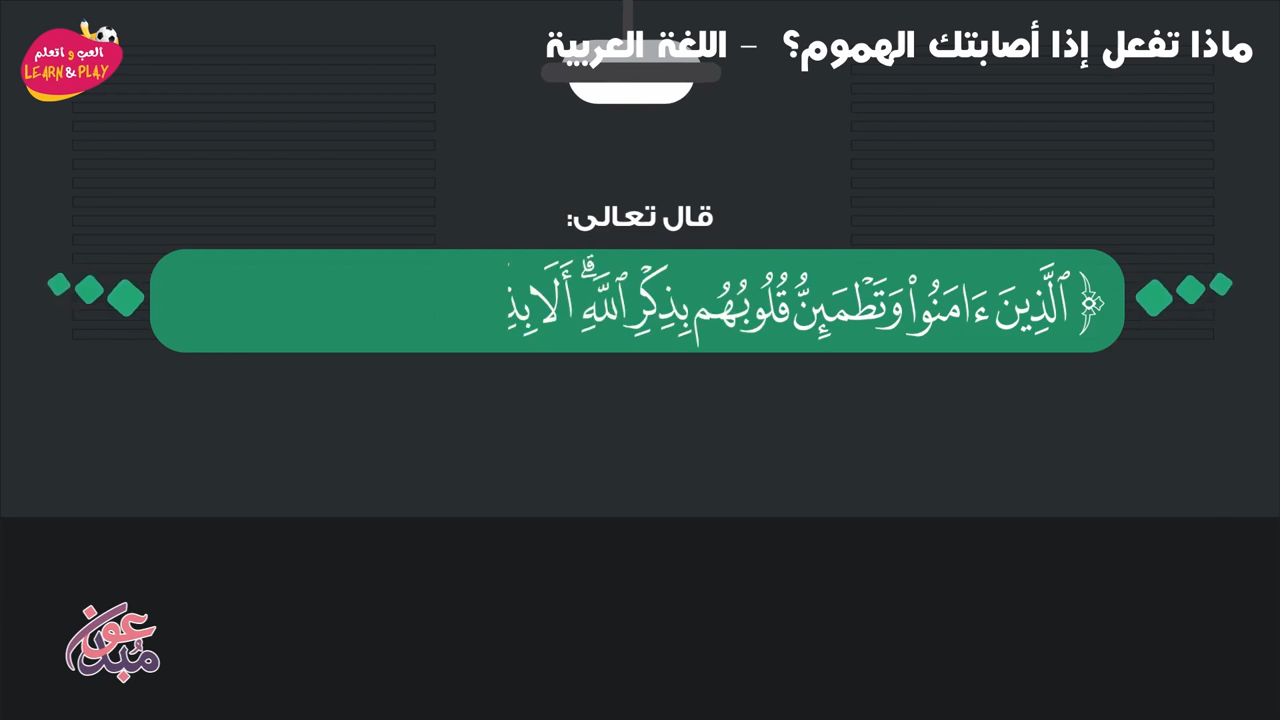 ماذا تفعل إذا أصابتك الهموم؟ – اللغة العربية
العب و اتعلم
LEARN & PLAY
قال تعالى:
﴿ ٱلَّذِينَ ءَامَنُوا۟ وَتَطْمَئِنُّ قُلُوبُهُم بِذِكْرِ ٱللَّهِ ۗ أَلَا بِذِ
مُبدعون